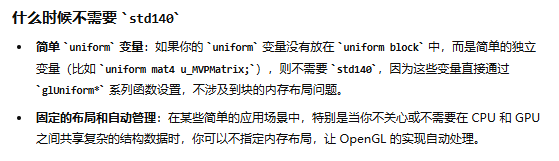 什么时候不需要 `std140`
• 简单 `uniform` 变量：如果你的 `uniform` 变量没有放在 `uniform block` 中，而是简单的独立
变量（比如 `uniform mat4 u_MVPMatrix;`），则不需要 `std140`，因为这些变量直接通过
`glUniform*` 系列函数设置，不涉及到块的内存布局问题。
• 固定的布局和自动管理：在某些简单的应用场景中，特别是当你不关心或不需要在 CPU 和 GPU
之间共享复杂的结构数据时，你可以不指定内存布局，让 OpenGL 的实现自动处理。